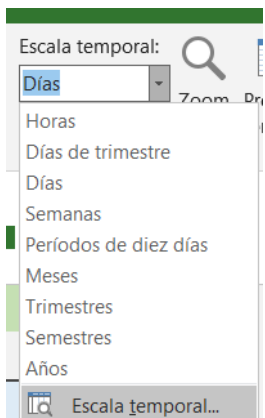 Escala temporal:
Días
Zoom
Horas
Días de trimestre
Días
Semanas
Períodos de diez días
Meses
Trimestres
Semestres
Años
Escala temporal...